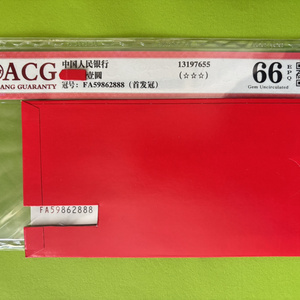 ACG
ANG GUARANTY
中国人民银行
壹圆
冠号: FA59862888 (首发冠)
13197655
(☆☆☆)
66 EPQ
Gem Uncirculated
FA59862888